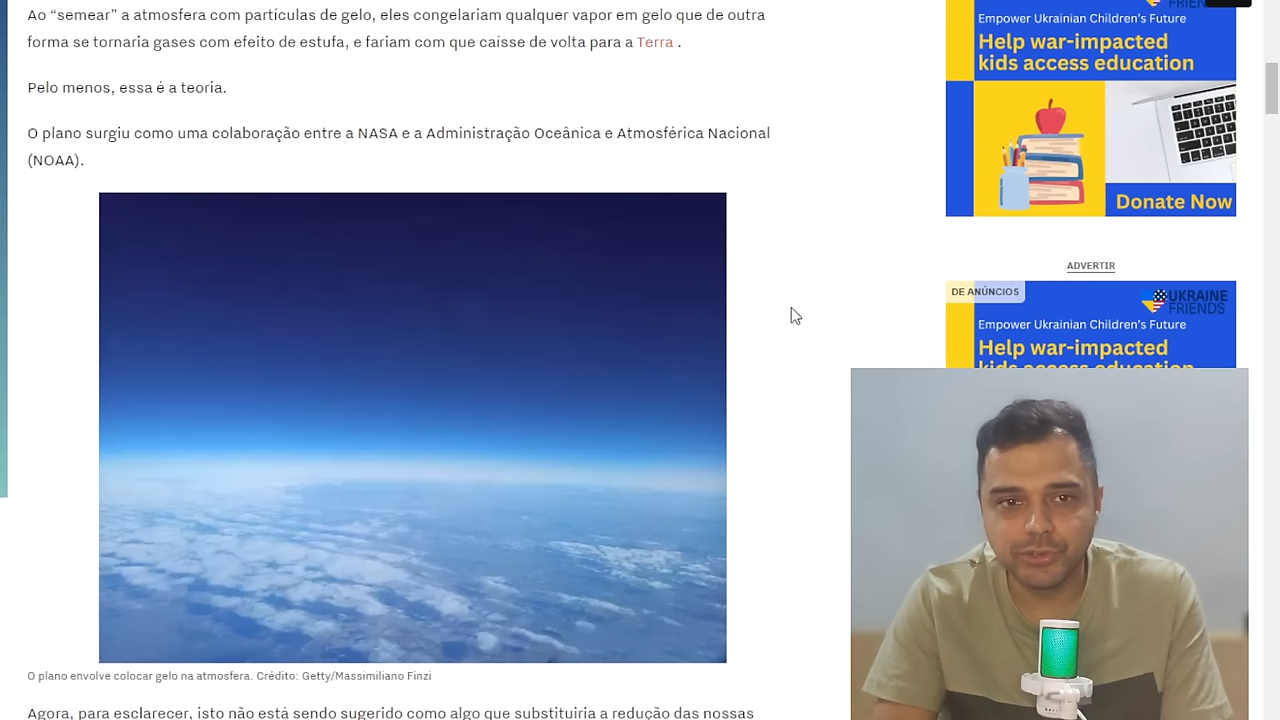 Ao “semear” a atmosfera com partículas de gelo, eles congelariam qualquer vapor em gelo que de outra
forma se tornaria gases com efeito de estufa, e fariam com que caísse de volta para a Terra .
Pelo menos, essa é a teoria.
O plano surgiu como uma colaboração entre a NASA e a Administração Oceânica e Atmosférica Nacional
(NOAA).
O plano envolve colocar gelo na atmosfera. Crédito: Getty/Massimiliano Finzi
Agora, para esclarecer, isto não está sendo sugerido como algo que substituiria a redução das nossas
Empower Ukrainian Children's Future
Help war-impacted
kids access education
Donate Now
ADVERTIR
DE ANÚNCIOS
UKRAINE
FRIENDS
Empower Ukrainian Children's Future
Help war-impacted
kids access education